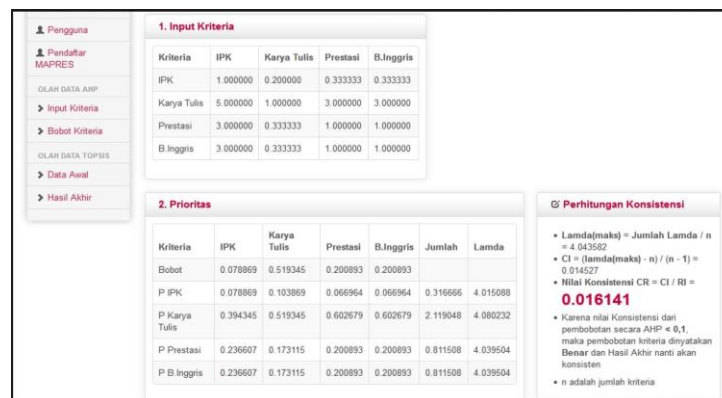 Pengguna
Pendaftar
MAPRES
OLAH DATA AHP
Input Kriteria
Bobot Kriteria
OLAH DATA TOPSIS
Data Awal
Hasil Akhir
1. Input Kriteria
Kriteria IPK Karya Tulis Prestasi B.Inggris
IPK 1.000000 0.200000 0.333333 0.333333
Karya Tulis 5.000000 1.000000 3.000000 3.000000
Prestasi 3.000000 0.333333 1.000000 1.000000
B.Inggris 3.000000 0.333333 1.000000 1.000000
2. Prioritas
Kriteria IPK Karya Tulis Prestasi B.Inggris Jumlah Lamda
Bobot 0.078869 0.519345 0.200893 0.200893
P IPK 0.078869 0.103869 0.066964 0.066964 0.316666 4.015088
P Karya Tulis 0.394345 0.519345 0.602679 0.602679 2.119048 4.080232
P Prestasi 0.236607 0.173115 0.200893 0.200893 0.811508 4.039504
P B.Inggris 0.236607 0.173115 0.200893 0.200893 0.811508 4.039504
Perhitungan Konsistensi
Lamda(maks) = Jumlah Lamda / n
= 4.043582
CI = (lamda(maks) - n) / (n - 1) =
0.014527
Nilai Konsistensi CR = CI / RI =
0.016141
Karena nilai Konsistensi dari
pembobotan secara AHP < 0,1,
maka pembobotan kriteria dinyatakan
Benar dan Hasil Akhir nanti akan
konsisten
n adalah jumlah kriteria